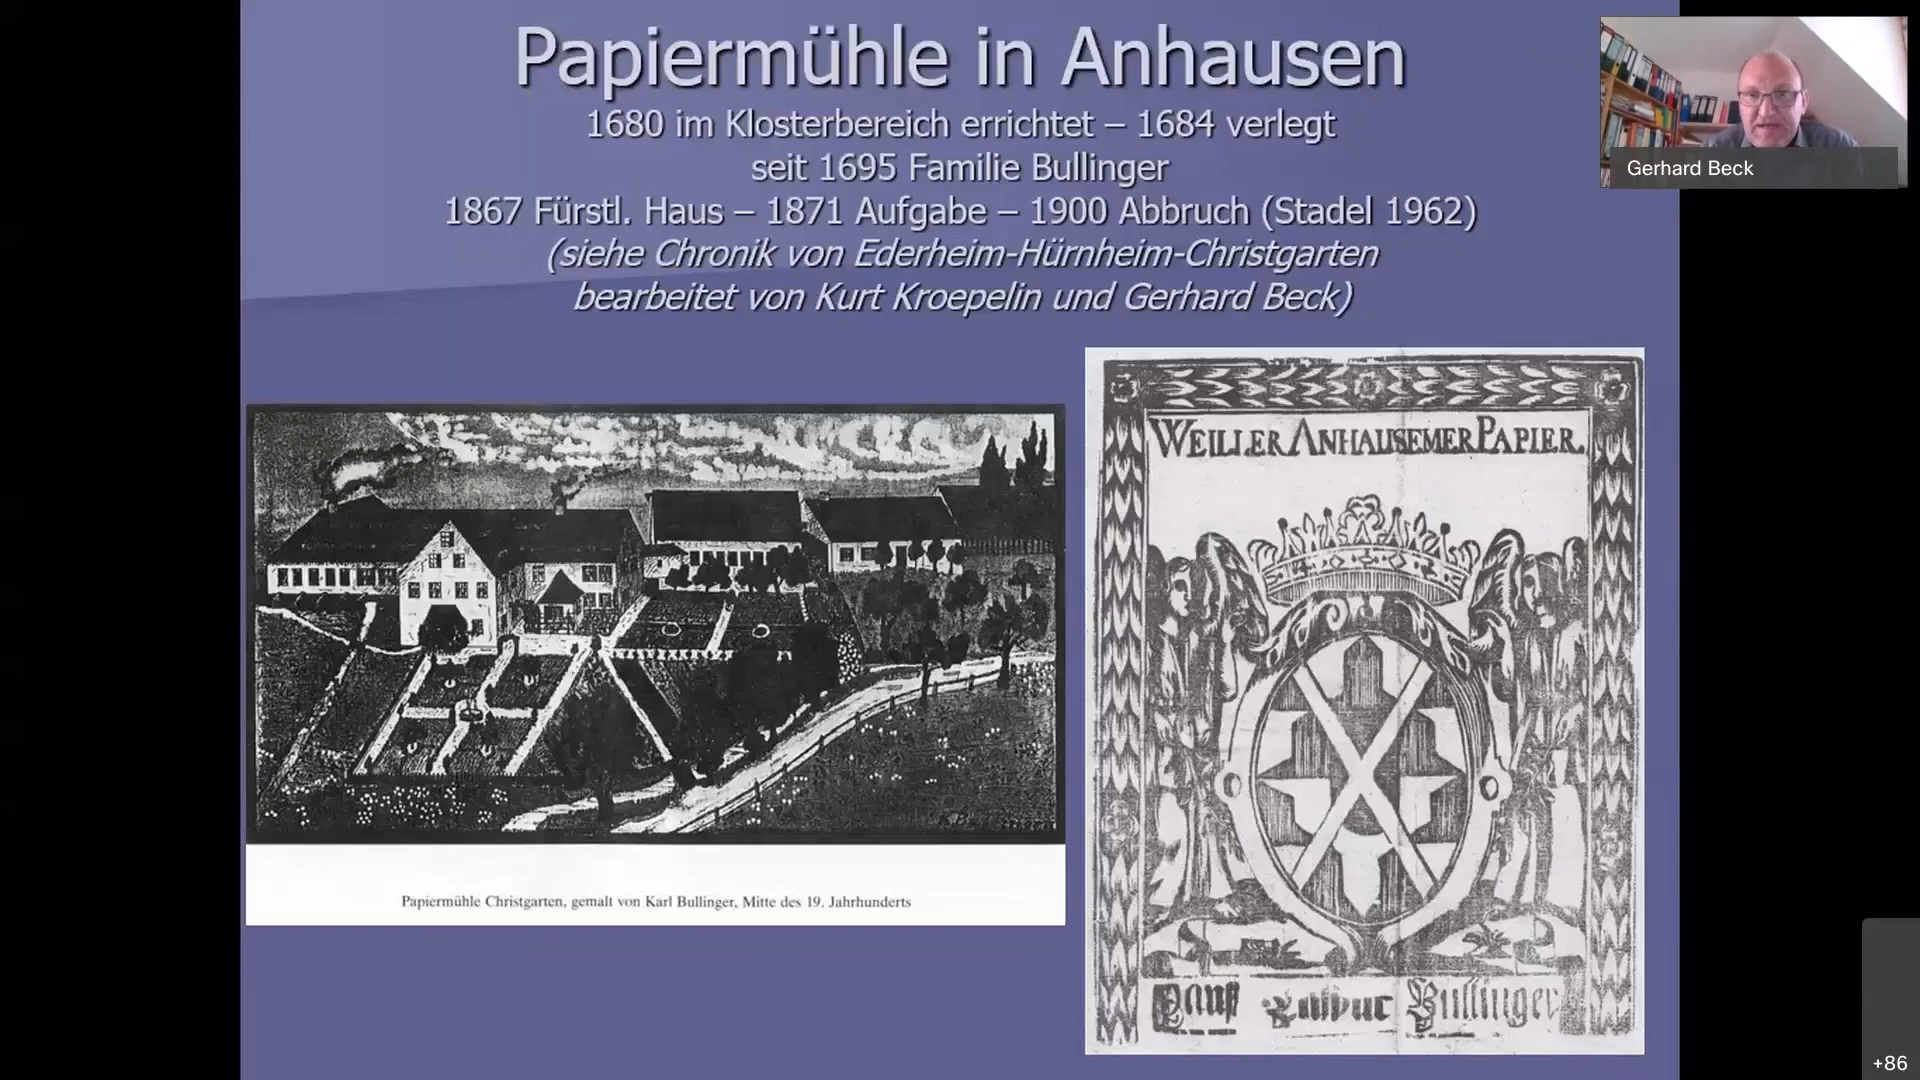 Papiermühle in Anhausen
1680 im Klosterbereich errichtet – 1684 verlegt
seit 1695 Familie Bullinger
1867 Fürstl. Haus – 1871 Aufgabe – 1900 Abbruch (Stadel 1962)
(siehe Chronik von Ederheim-Hürnheim-Christgarten
bearbeitet von Kurt Kroepelin und Gerhard Beck)
Gerhard Beck
WEILLER ANHAUSEMER PAPIER.
Papiermühle Christgarten, gemalt von Karl Bullinger, Mitte des 19. Jahrhunderts
Bullinger
+86